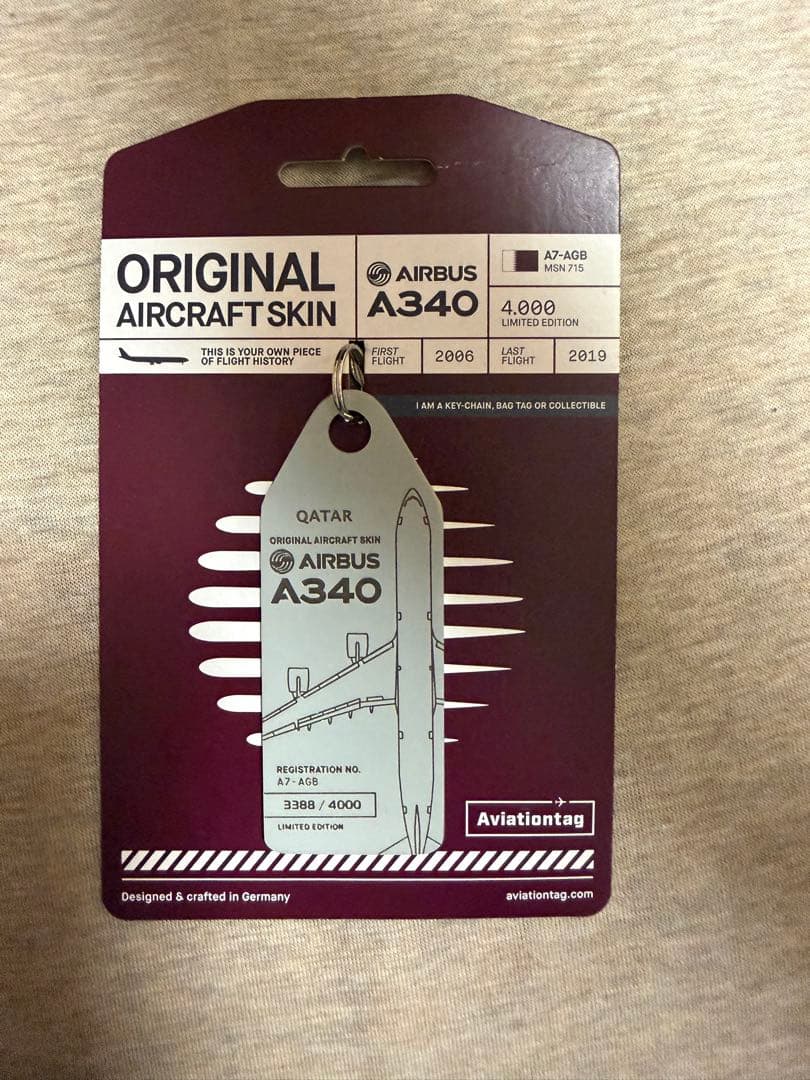 ORIGINAL
AIRCRAFT SKIN
AIRBUS
A340
A7-AGB
MSN 715
4.000
LIMITED EDITION
THIS IS YOUR OWN PIECE
OF FLIGHT HISTORY
FIRST
FLIGHT
2006
LAST
FLIGHT
2019
I AM A KEY-CHAIN, BAG TAG OR COLLECTIBLE
QATAR
ORIGINAL AIRCRAFT SKIN
AIRBUS
A340
REGISTRATION NO.
A7-AGB
3388 / 4000
LIMITED EDITION
Aviationtag
Designed & crafted in Germany
aviationtag.com